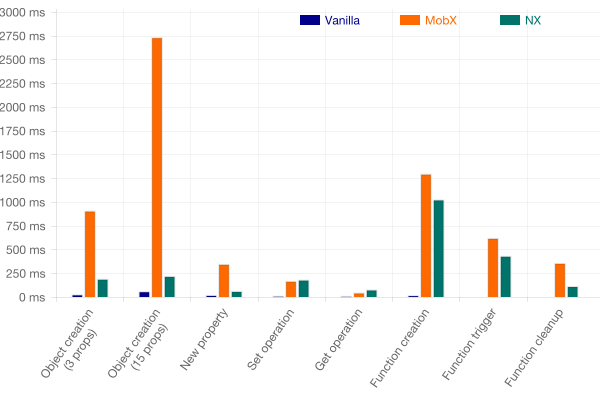 3000 ms
Vanilla MobX NX
2750 ms
2500 ms
2250 ms
2000 ms
1750 ms
1500 ms
1250 ms
1000 ms
750 ms
500 ms
250 ms
0 ms
Object creation
(3 props)
Object creation
(15 props)
New property
Set operation
Get operation
Function creation
Function trigger
Function cleanup